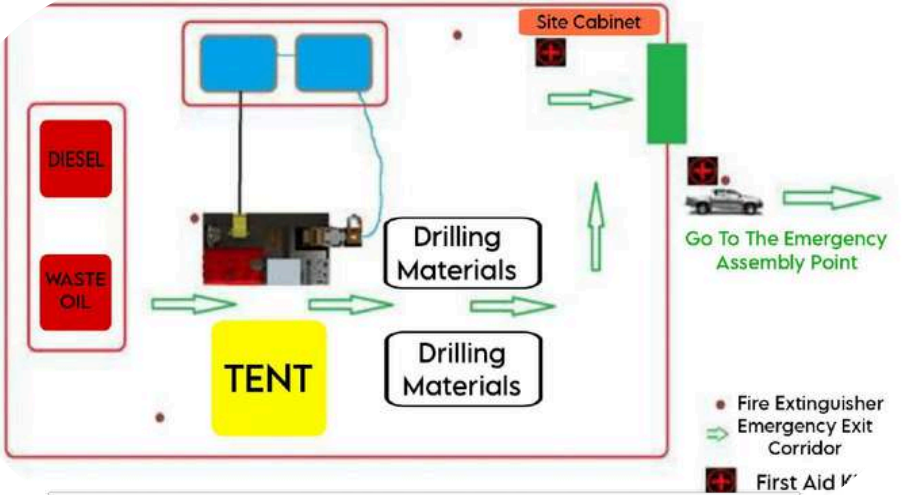 Site Cabinet
DIESEL
WASTE
OIL
Drilling
Materials
TENT
Drilling
Materials
Go To The Emergency
Assembly Point
Fire Extinguisher
Emergency Exit
Corridor
First Aid